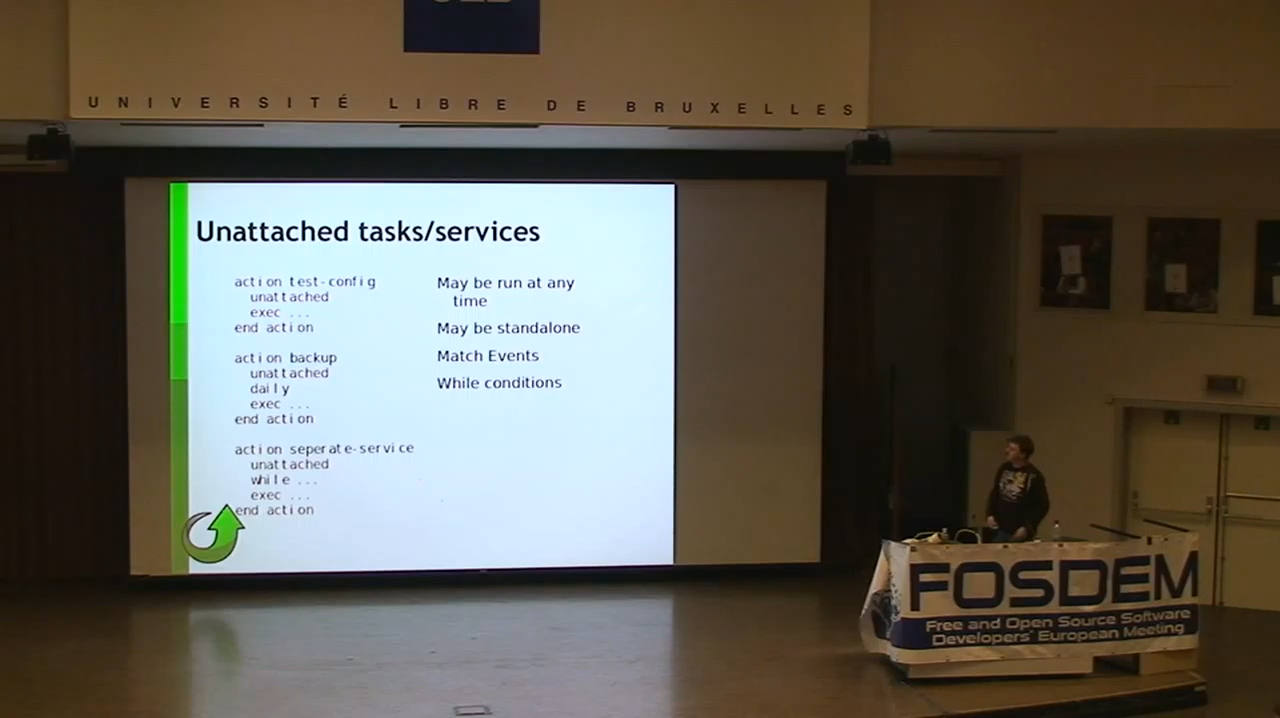 UNIVERSITÉ LIBRE DE BRUXELLES
Unattached tasks/services
action test-config
unattached
exec ...
end action
action backup
unattached
daily
exec ...
end action
action seperate-service
unattached
while ...
exec ...
end action
May be run at any
time
May be standalone
Match Events
While conditions
FOSDEM
Free and Open Source Software
Developers' European Meeting